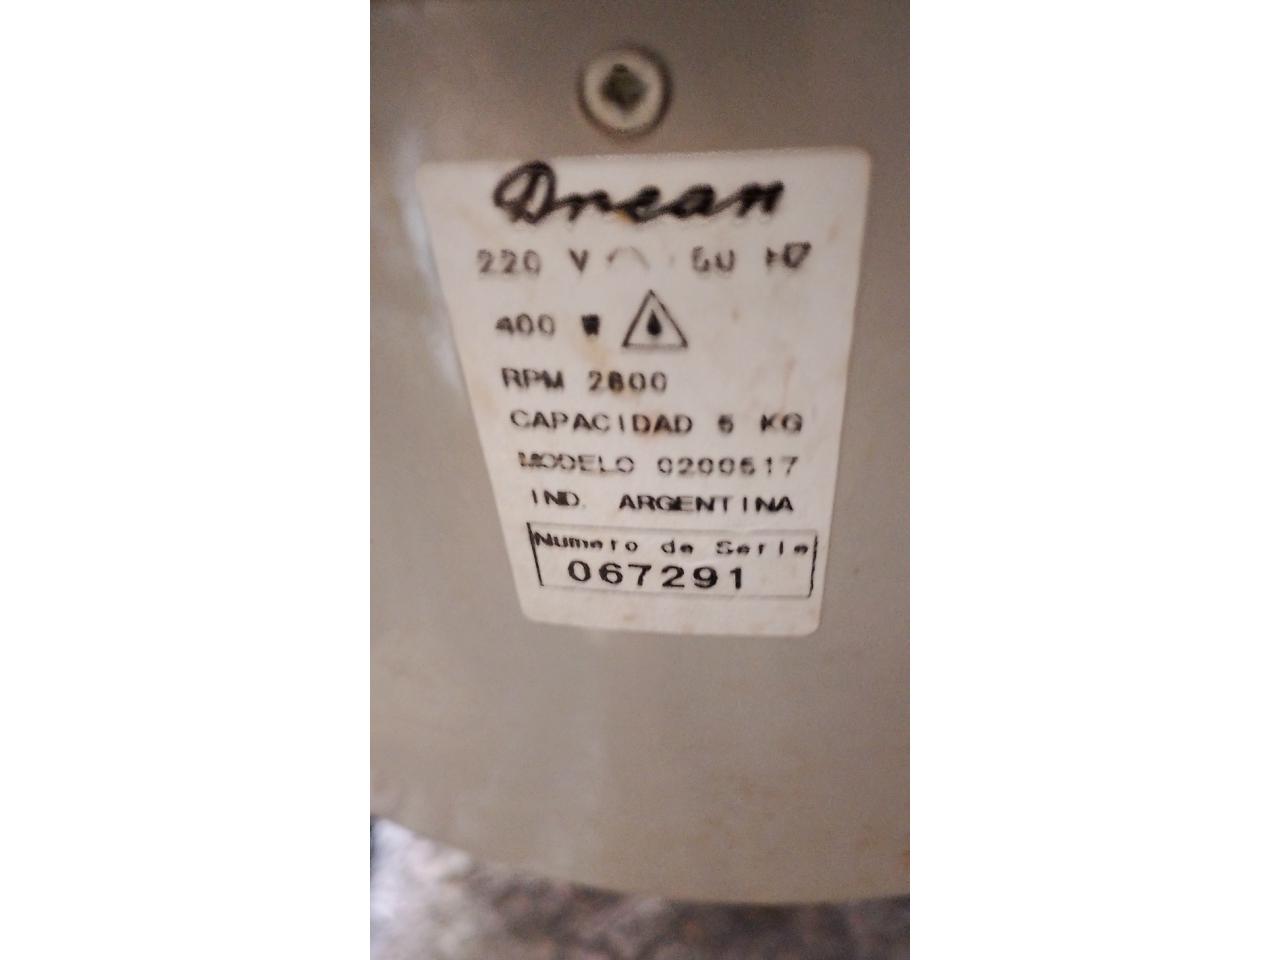 Drean
220 V 50 HZ
400 W
RPM 2800
CAPACIDAD 5 KG
MODELO 0200517
IND. ARGENTINA
Numero de Serie
067291